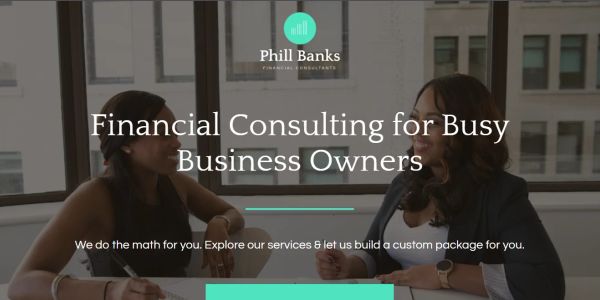 Phill Banks
FINANCIAL CONSULTANTS
Financial Consulting for Busy
Business Owners
We do the math for you. Explore our services & let us build a custom package for you.